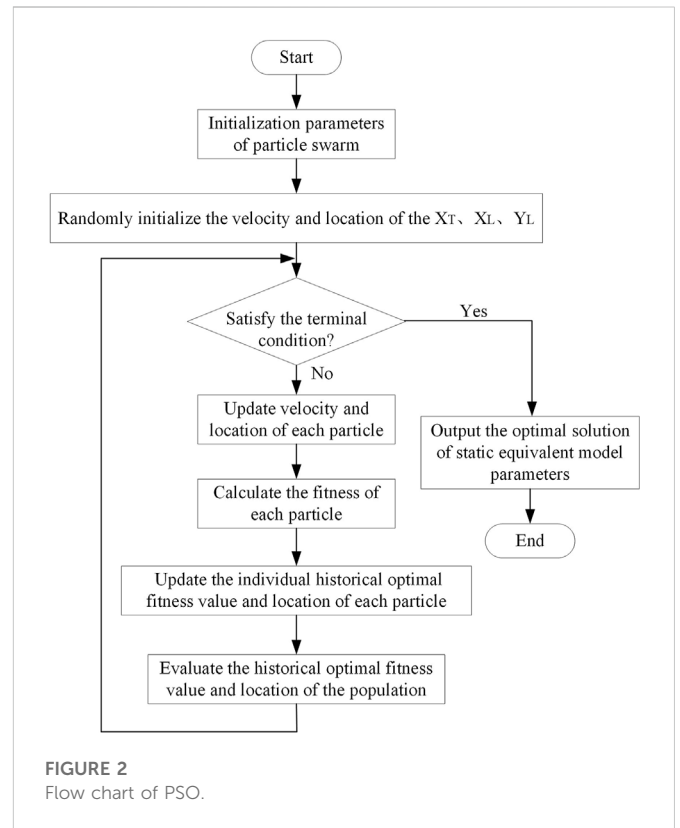 Start
Initialization parameters
of particle swarm
Randomly initialize the velocity and location of the XT、XL、YL
Satisfy the terminal
condition?
Yes
No
Update velocity and
location of each particle
Output the optimal solution
of static equivalent model
parameters
Calculate the fitness of
each particle
End
Update the individual historical optimal
fitness value and location of each particle
Evaluate the historical optimal fitness
value and location of the population
FIGURE 2
Flow chart of PSO.